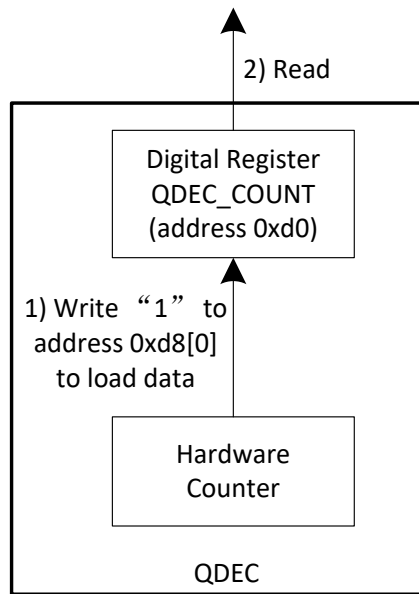 2) Read
Digital Register
QDEC_COUNT
(address 0xd0)
1) Write “1” to
address 0xd8[0]
to load data
Hardware
Counter
QDEC